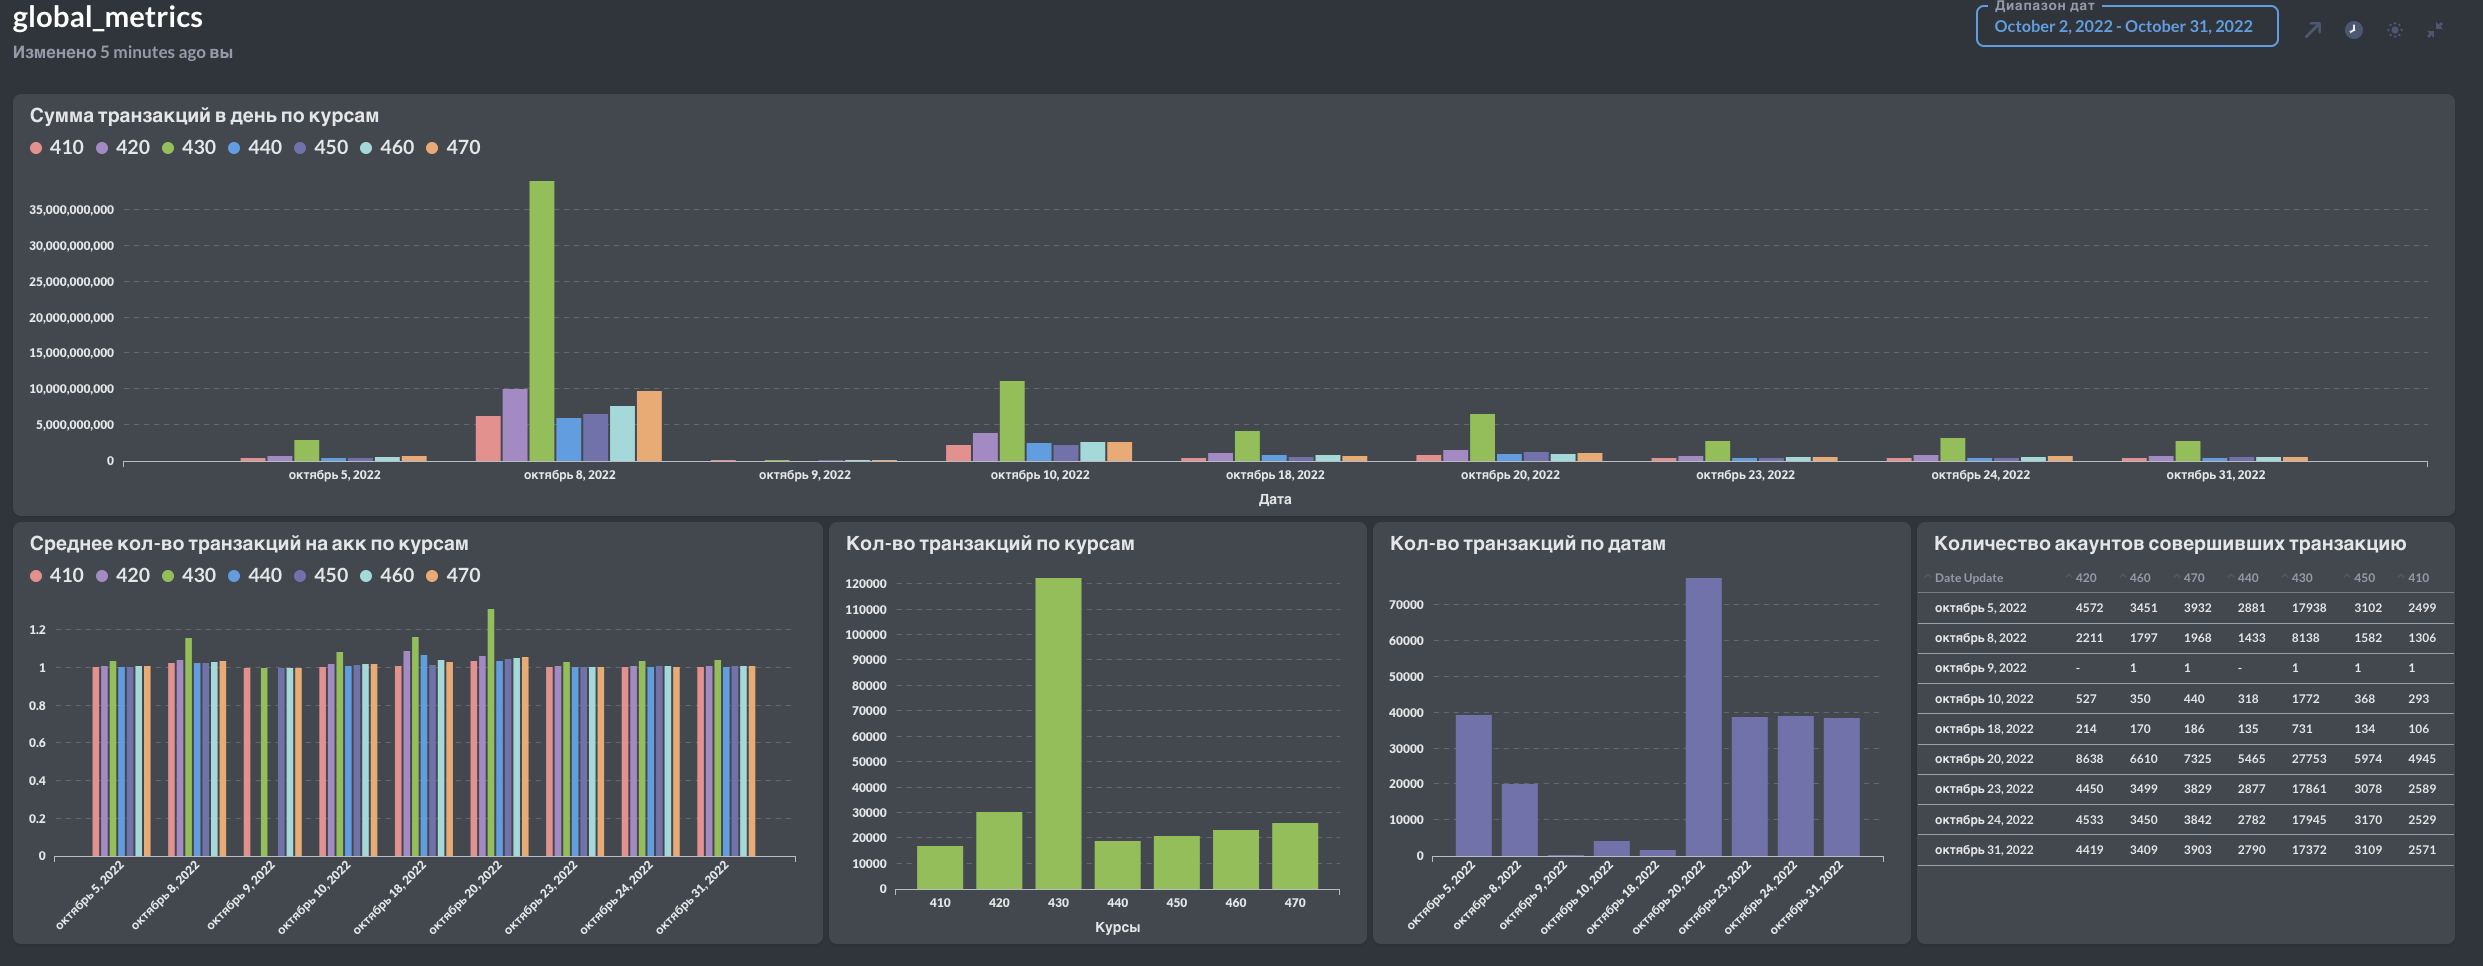 global_metrics
Изменено 5 minutes ago вы
Диапазон дат
October 2, 2022 - October 31, 2022
Сумма транзакций в день по курсам
410 420 430 440 450 460 470
35,000,000,000
30,000,000,000
25,000,000,000
20,000,000,000
15,000,000,000
10,000,000,000
5,000,000,000
0
октябрь 5, 2022 октябрь 8, 2022 октябрь 9, 2022 октябрь 10, 2022 октябрь 18, 2022 октябрь 20, 2022 октябрь 23, 2022 октябрь 24, 2022 октябрь 31, 2022
Дата
Среднее кол-во транзакций на акк по курсам
410 420 430 440 450 460 470
1.2
1
0.8
0.6
0.4
0.2
0
октябрь 5, 2022
октябрь 8, 2022
октябрь 9, 2022
октябрь 10, 2022
октябрь 18, 2022
октябрь 20, 2022
октябрь 23, 2022
октябрь 24, 2022
октябрь 31, 2022
Кол-во транзакций по курсам
120000
110000
100000
90000
80000
70000
60000
50000
40000
30000
20000
10000
0
410 420 430 440 450 460 470
Курсы
Кол-во транзакций по датам
70000
60000
50000
40000
30000
20000
10000
0
октябрь 5, 2022
октябрь 8, 2022
октябрь 9, 2022
октябрь 10, 2022
октябрь 18, 2022
октябрь 20, 2022
октябрь 23, 2022
октябрь 24, 2022
октябрь 31, 2022
Количество акаунтов совершивших транзакцию
Date Update 420 460 470 440 430 450 410
октябрь 5, 2022 4572 3451 3932 2881 17938 3102 2499
октябрь 8, 2022 2211 1797 1968 1433 8138 1582 1306
октябрь 9, 2022 - 1 1 - 1 1 1
октябрь 10, 2022 527 350 440 318 1772 368 293
октябрь 18, 2022 214 170 186 135 731 134 106
октябрь 20, 2022 8638 6610 7325 5465 27753 5974 4945
октябрь 23, 2022 4450 3499 3829 2877 17861 3078 2589
октябрь 24, 2022 4533 3450 3842 2782 17945 3170 2529
октябрь 31, 2022 4419 3409 3903 2790 17372 3109 2571